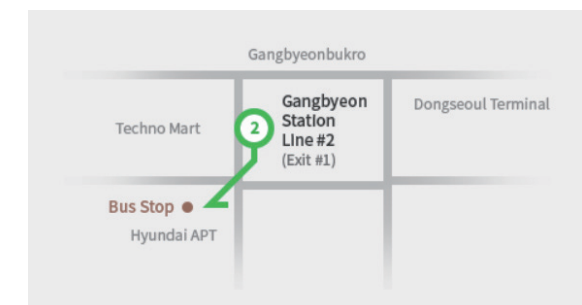 Gangbyeonbukro
Techno Mart
2
Gangbyeon
Station
Line #2
(Exit #1)
Dongseoul Terminal
Bus Stop
Hyundai APT